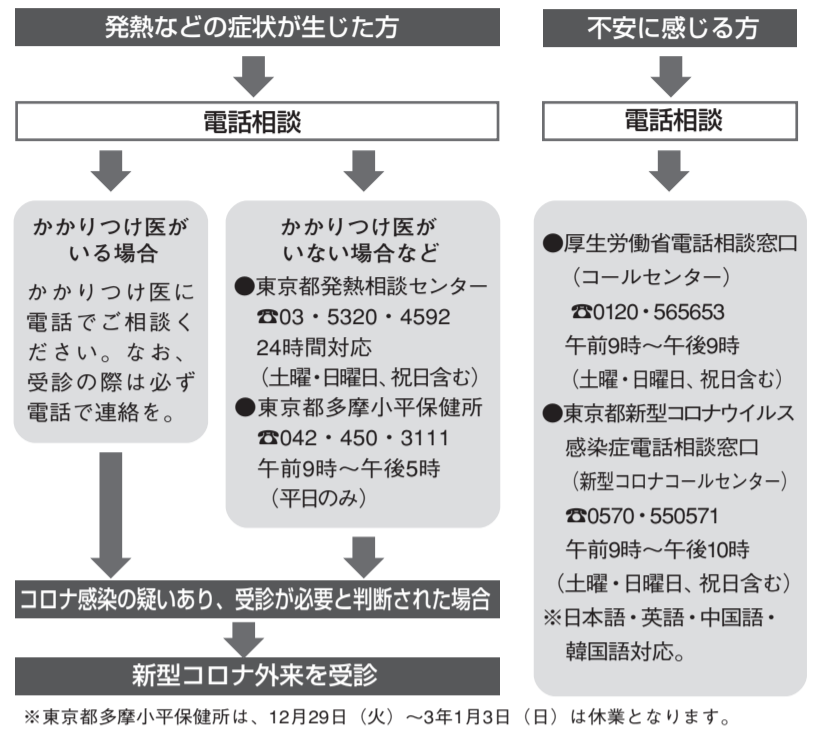 発熱などの症状が生じた方
電話相談
かかりつけ医が
いる場合
かかりつけ医に
電話でご相談く
ださい。なお、
受診の際は必ず
電話で連絡を。
かかりつけ医が
いない場合など
●東京都発熱相談センター
☎03・5320・4592
24時間対応
（土曜・日曜日、祝日含む）
●東京都多摩小平保健所
☎042・450・3111
午前9時～午後5時
（平日のみ）
コロナ感染の疑いあり、受診が必要と判断された場合
新型コロナ外来を受診
不安に感じる方
電話相談
●厚生労働省電話相談窓口
（コールセンター）
☎0120・565653
午前9時～午後9時
（土曜・日曜日、祝日含む）
●東京都新型コロナウイルス
感染症電話相談窓口
（新型コロナコールセンター）
☎0570・550571
午前9時～午後10時
（土曜・日曜日、祝日含む）
※日本語・英語・中国語・
韓国語対応。
※東京都多摩小平保健所は、12月29日（火）～3年1月3日（日）は休業となります。